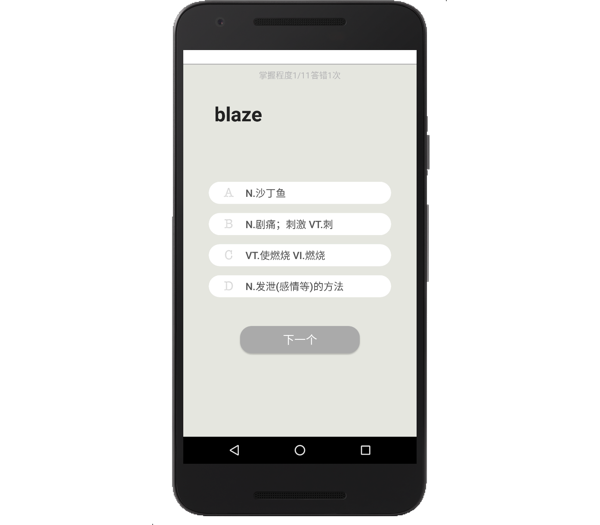 掌握程度1/11答错1次
blaze
A N.沙丁鱼
B N.剧痛；刺激 VT.刺
C VT.使燃烧 VI.燃烧
D N.发泄(感情等)的方法
下一个